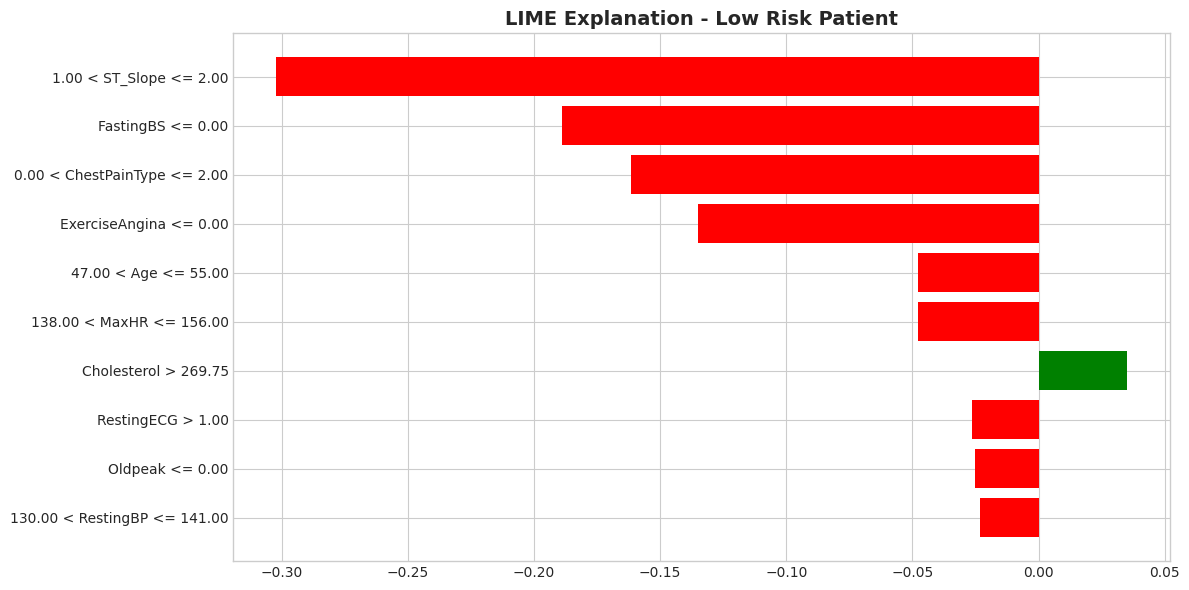 LIME Explanation - Low Risk Patient
1.00 < ST_Slope <= 2.00
FastingBS <= 0.00
0.00 < ChestPainType <= 2.00
ExerciseAngina <= 0.00
47.00 < Age <= 55.00
138.00 < MaxHR <= 156.00
Cholesterol > 269.75
RestingECG > 1.00
Oldpeak <= 0.00
130.00 < RestingBP <= 141.00
−0.30 −0.25 −0.20 −0.15 −0.10 −0.05 0.00 0.05